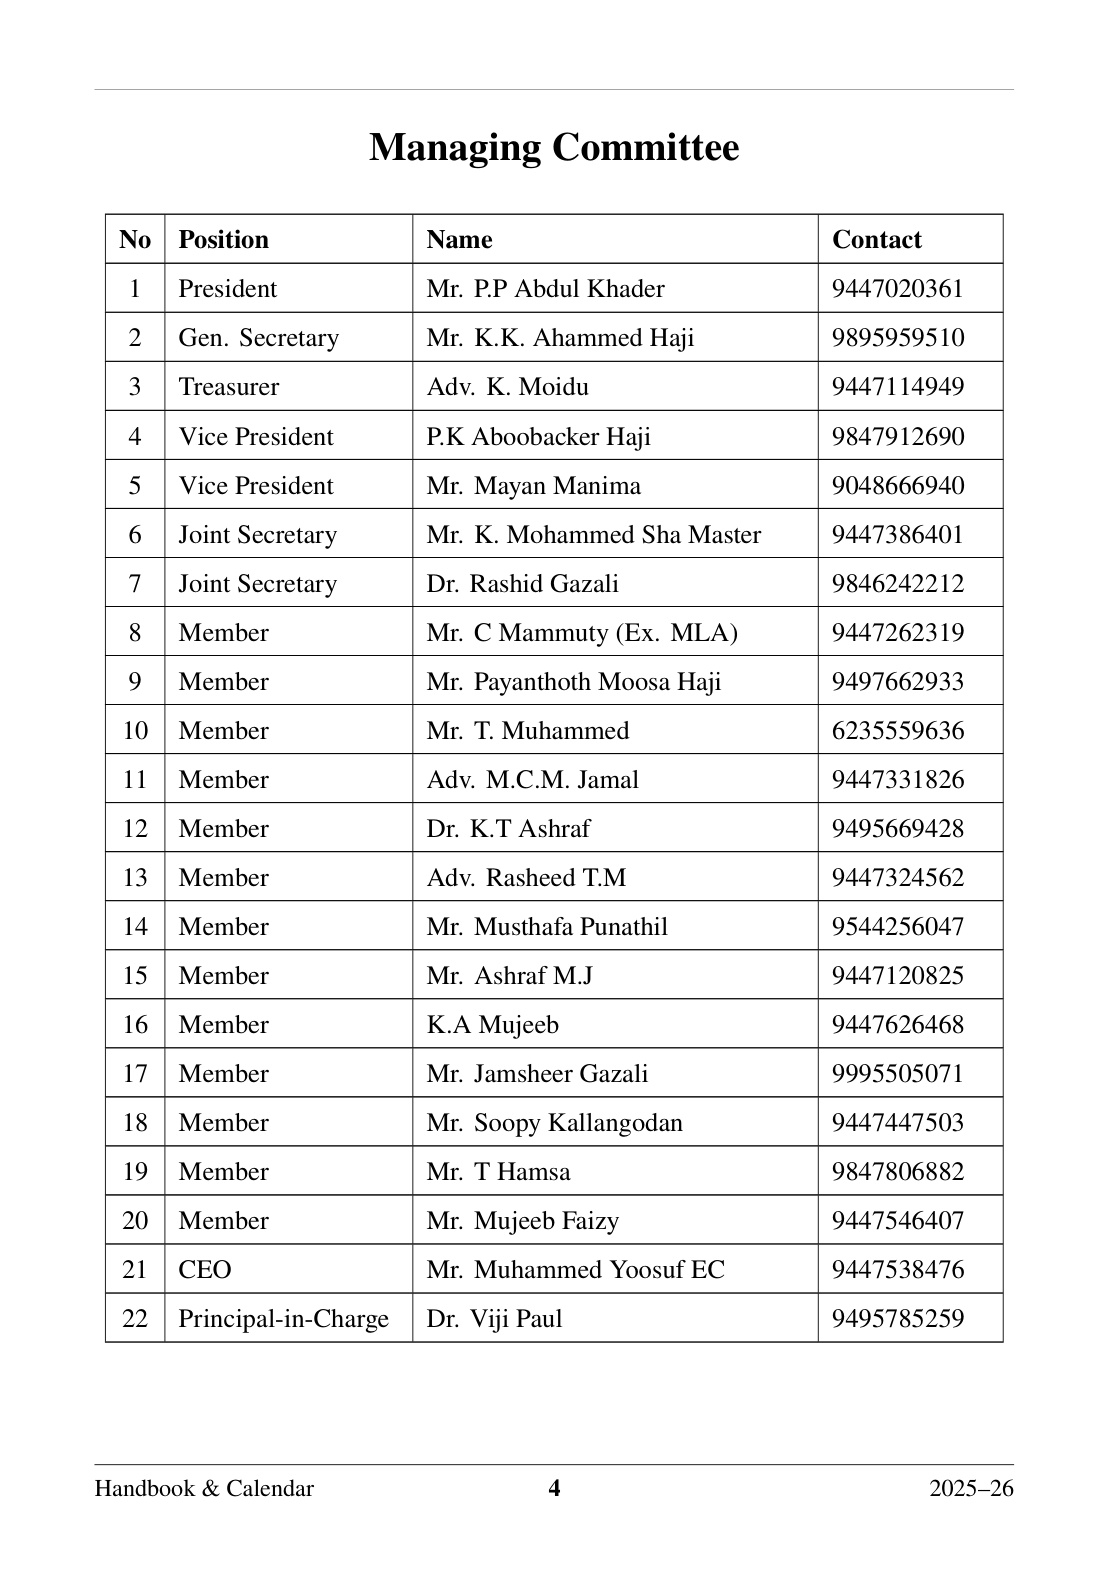 Managing Committee
No Position Name Contact
1 President Mr. P.P Abdul Khader 9447020361
2 Gen. Secretary Mr. K.K. Ahammed Haji 9895959510
3 Treasurer Adv. K. Moidu 9447114949
4 Vice President P.K Aboobacker Haji 9847912690
5 Vice President Mr. Mayan Manima 9048666940
6 Joint Secretary Mr. K. Mohammed Sha Master 9447386401
7 Joint Secretary Dr. Rashid Gazali 9846242212
8 Member Mr. C Mammuty (Ex. MLA) 9447262319
9 Member Mr. Payanthoth Moosa Haji 9497662933
10 Member Mr. T. Muhammed 6235559636
11 Member Adv. M.C.M. Jamal 9447331826
12 Member Dr. K.T Ashraf 9495669428
13 Member Adv. Rasheed T.M 9447324562
14 Member Mr. Musthafa Punathil 9544256047
15 Member Mr. Ashraf M.J 9447120825
16 Member K.A Mujeeb 9447626468
17 Member Mr. Jamsheer Gazali 9995505071
18 Member Mr. Soopy Kallangodan 9447447503
19 Member Mr. T Hamsa 9847806882
20 Member Mr. Mujeeb Faizy 9447546407
21 CEO Mr. Muhammed Yoosuf EC 9447538476
22 Principal-in-Charge Dr. Viji Paul 9495785259
Handbook & Calendar 4 2025–26